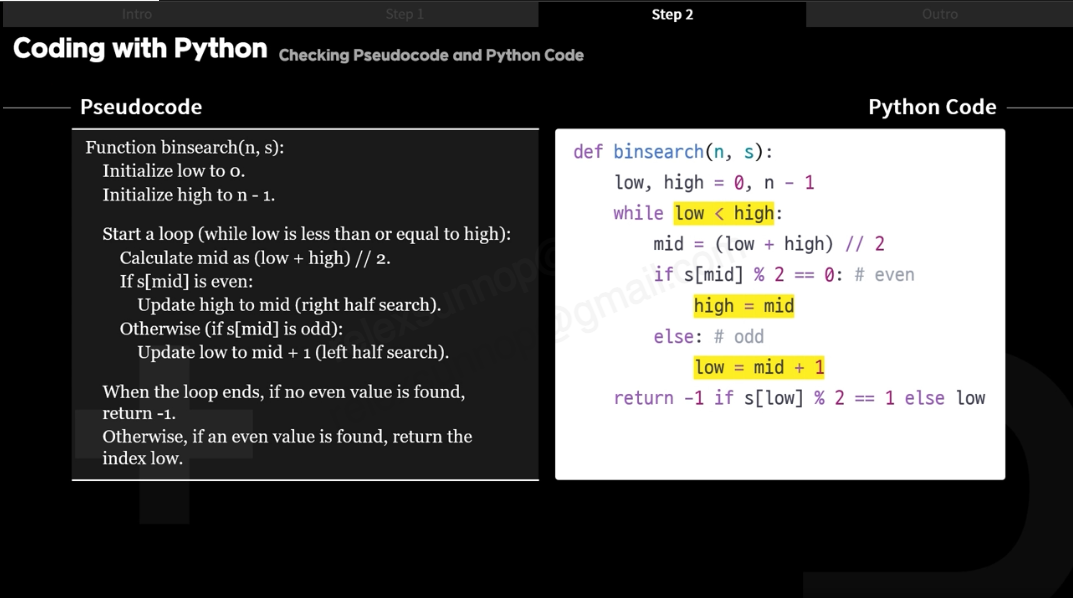 Intro
Step 1
Step 2
Outro
Coding with Python
Checking Pseudocode and Python Code
Pseudocode
Function binsearch(n, s):
Initialize low to 0.
Initialize high to n - 1.
Start a loop (while low is less than or equal to high):
Calculate mid as (low + high) // 2.
If s[mid] is even:
Update high to mid (right half search).
Otherwise (if s[mid] is odd):
Update low to mid + 1 (left half search).
When the loop ends, if no even value is found,
return -1.
Otherwise, if an even value is found, return the
index low.
Python Code
def binsearch(n, s):
low, high = 0, n - 1
while low < high:
mid = (low + high) // 2
if s[mid] % 2 == 0: # even
high = mid
else: # odd
low = mid + 1
return -1 if s[low] % 2 == 1 else low